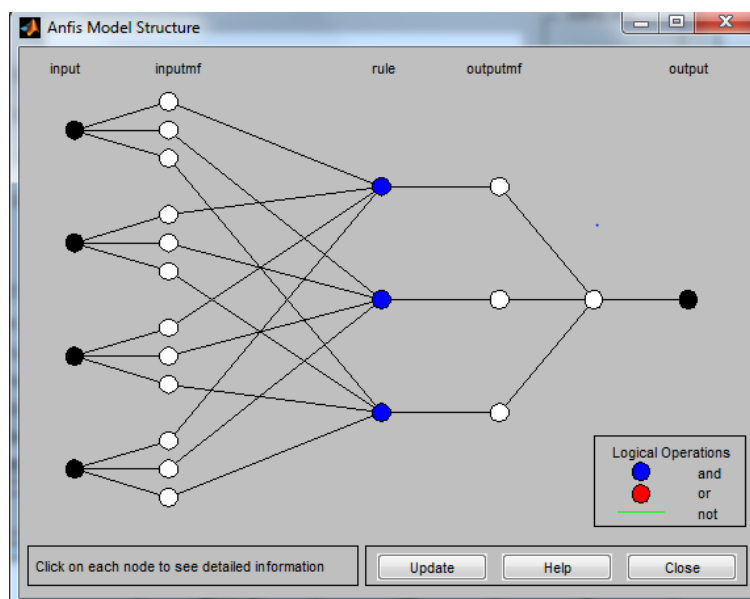 Anfis Model Structure
input inputmf rule outputmf output
Logical Operations
and
or
not
Click on each node to see detailed information
Update Help Close